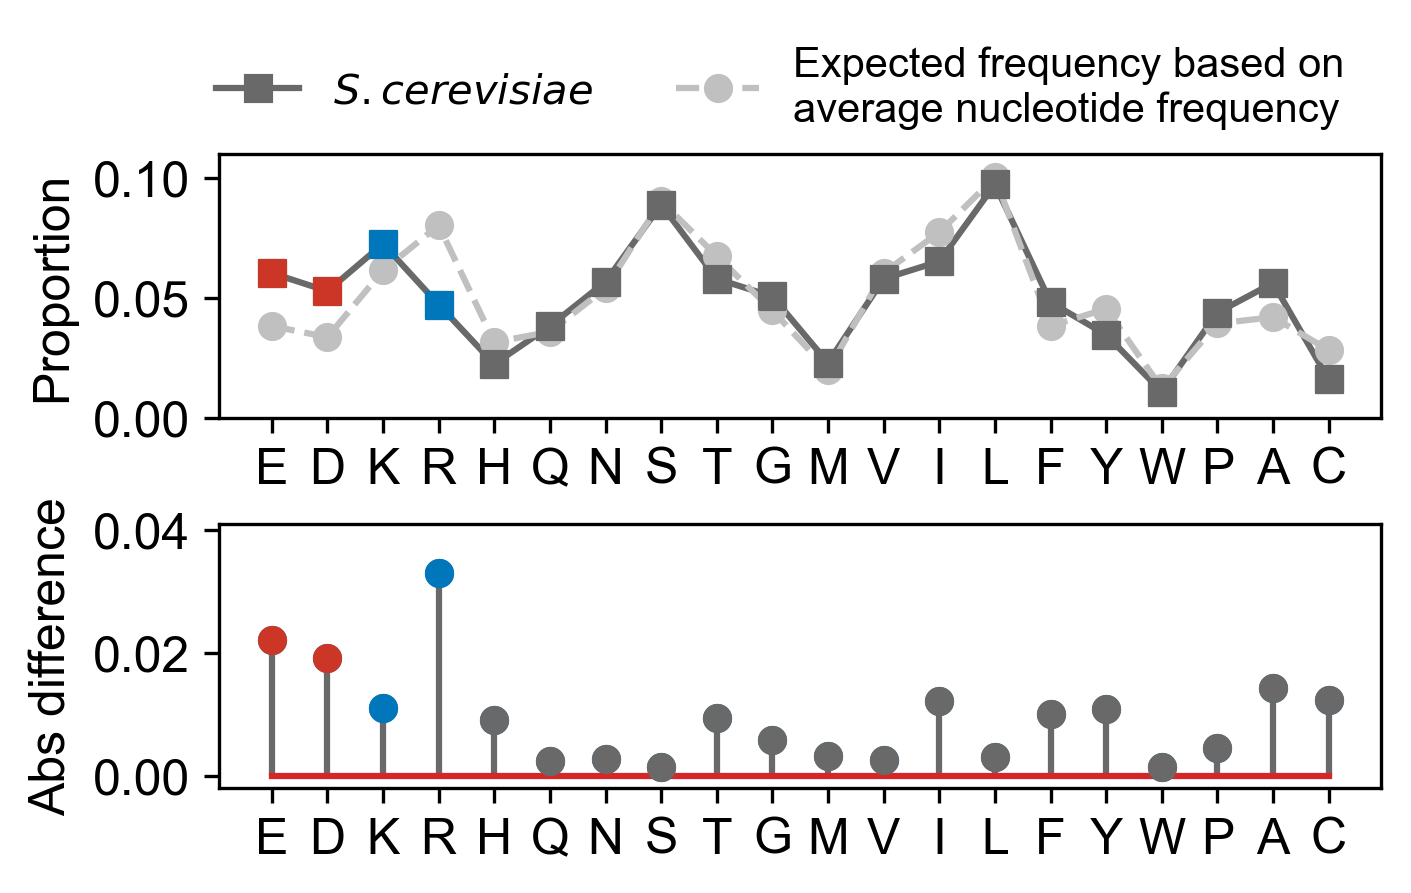 S. cerevisiae
Expected frequency based on
average nucleotide frequency
Proportion
0.10
0.05
0.00
E D K R H Q N S T G M V I L F Y W P A C
Abs difference
0.04
0.02
0.00
E D K R H Q N S T G M V I L F Y W P A C